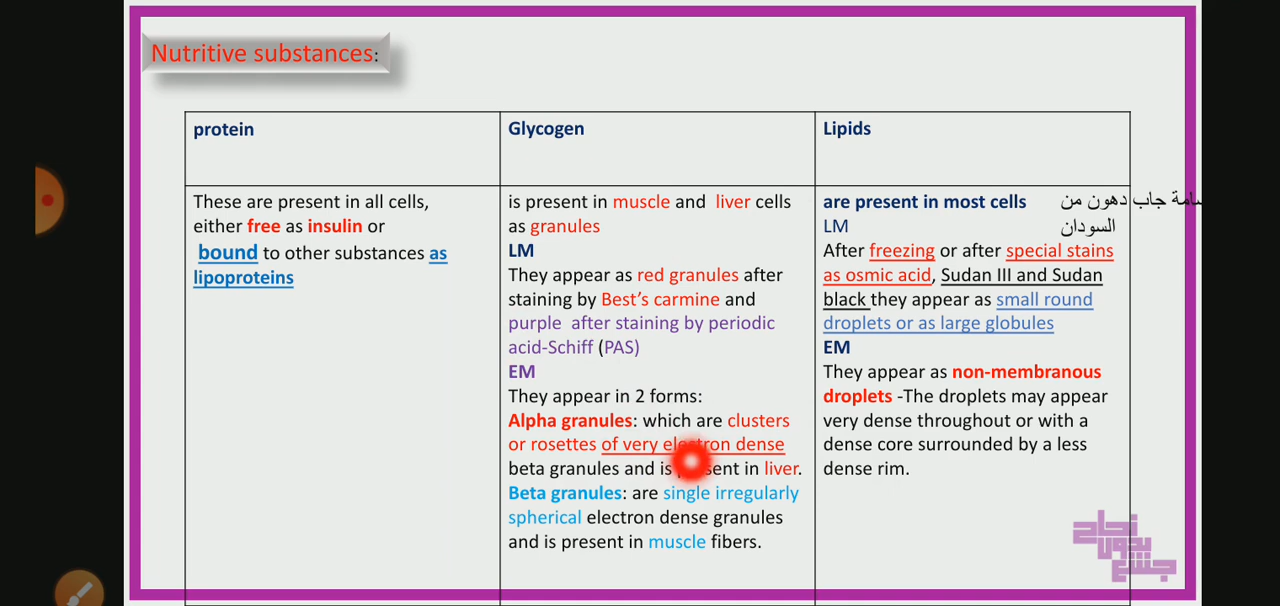 Nutritive substances:
protein
Glycogen
Lipids
These are present in all cells,
either free as insulin or
bound to other substances as
lipoproteins
is present in muscle and liver cells
as granules
LM
They appear as red granules after
staining by Best's carmine and
purple after staining by periodic
acid-Schiff (PAS)
EM
They appear in 2 forms:
Alpha granules: which are clusters
or rosettes of very electron dense
beta granules and is present in liver.
Beta granules: are single irregularly
spherical electron dense granules
and is present in muscle fibers.
are present in most cells
LM
After freezing or after special stains
as osmic acid, Sudan III and Sudan
black they appear as small round
droplets or as large globules
EM
They appear as non-membranous
droplets -The droplets may appear
very dense throughout or with a
dense core surrounded by a less
dense rim.
جاب دهون من
السودان
نجاح
بدون